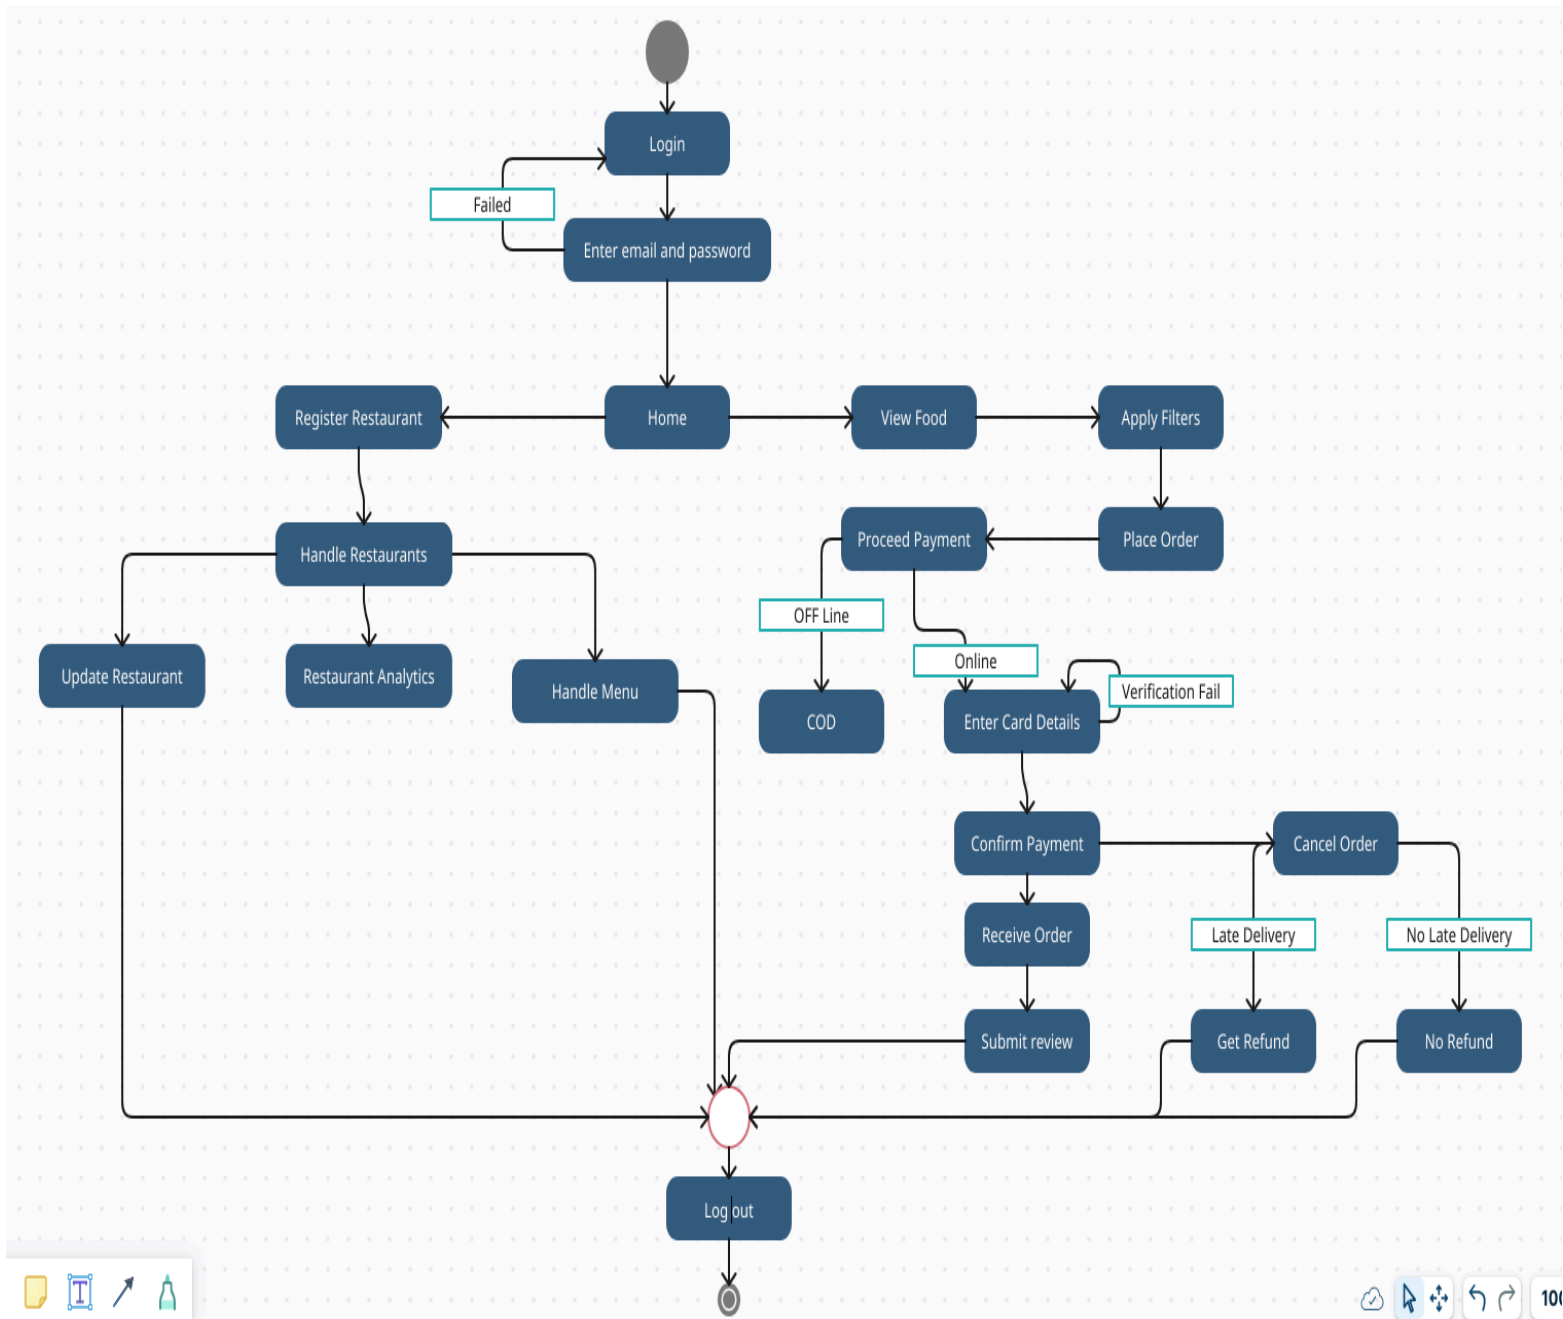 Login
Failed
Enter email and password
Register Restaurant
Home
View Food
Apply Filters
Handle Restaurants
Proceed Payment
Place Order
OFF Line
Online
Update Restaurant
Restaurant Analytics
Handle Menu
Verification Fail
COD
Enter Card Details
Confirm Payment
Cancel Order
Receive Order
Late Delivery
No Late Delivery
Submit review
Get Refund
No Refund
Log out
T
100